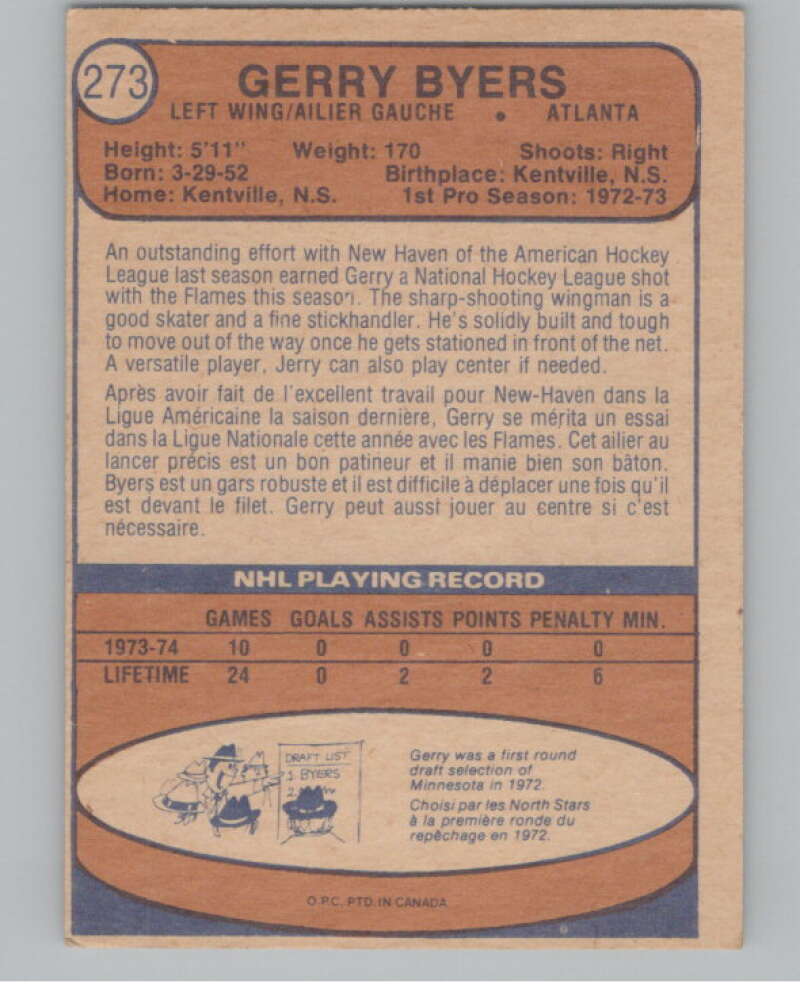 273
GERRY BYERS
LEFT WING/AILIER GAUCHE • ATLANTA
Height: 5'11" Weight: 170 Shoots: Right
Born: 3-29-52 Birthplace: Kentville, N.S.
Home: Kentville, N.S. 1st Pro Season: 1972-73
An outstanding effort with New Haven of the American Hockey
League last season earned Gerry a National Hockey League shot
with the Flames this season. The sharp-shooting wingman is a
good skater and a fine stickhandler. He's solidly built and tough
to move out of the way once he gets stationed in front of the net.
A versatile player, Jerry can also play center if needed.
Après avoir fait de l'excellent travail pour New-Haven dans la
Ligue Américaine la saison dernière, Gerry se mérita un essai
dans la Ligue Nationale cette année avec les Flames. Cet ailier au
lancer précis est un bon patineur et il manie bien son bâton.
Byers est un gars robuste et il est difficile à déplacer une fois qu'il
est devant le filet. Gerry peut aussi jouer au centre si c'est
nécessaire.
NHL PLAYING RECORD
GAMES GOALS ASSISTS POINTS PENALTY MIN.
1973-74 10 0 0 0 0
LIFETIME 24 0 2 2 6
DRAFT LIST
1 BYERS
2
Gerry was a first round
draft selection of
Minnesota in 1972.
Choisi par les North Stars
à la première ronde du
repêchage en 1972.
O.P.C. PTD. IN CANADA